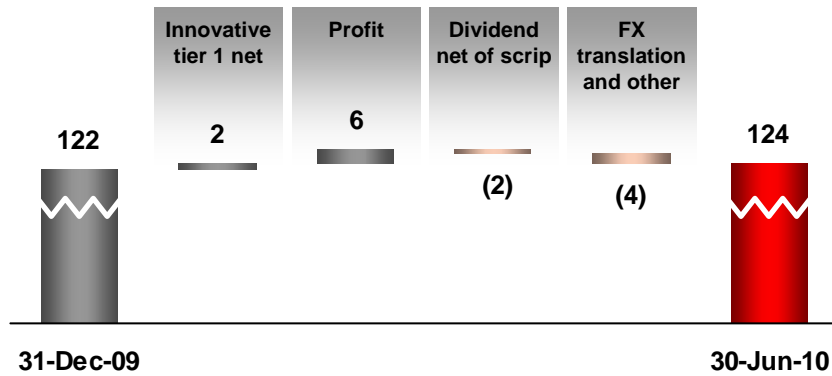 Innovative
tier 1 net
Profit
Dividend
net of scrip
FX
translation
and other
122
2
6
(2)
(4)
124
31-Dec-09
30-Jun-10